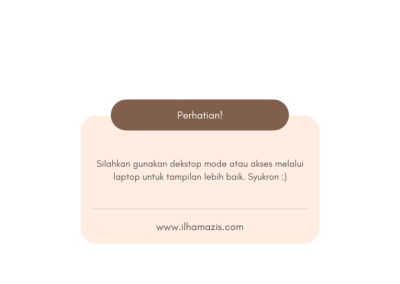 Perhatian!
Silahkan gunakan dekstop mode atau akses melalui
laptop untuk tampilan lebih baik. Syukron :)
www.ilhamazis.com